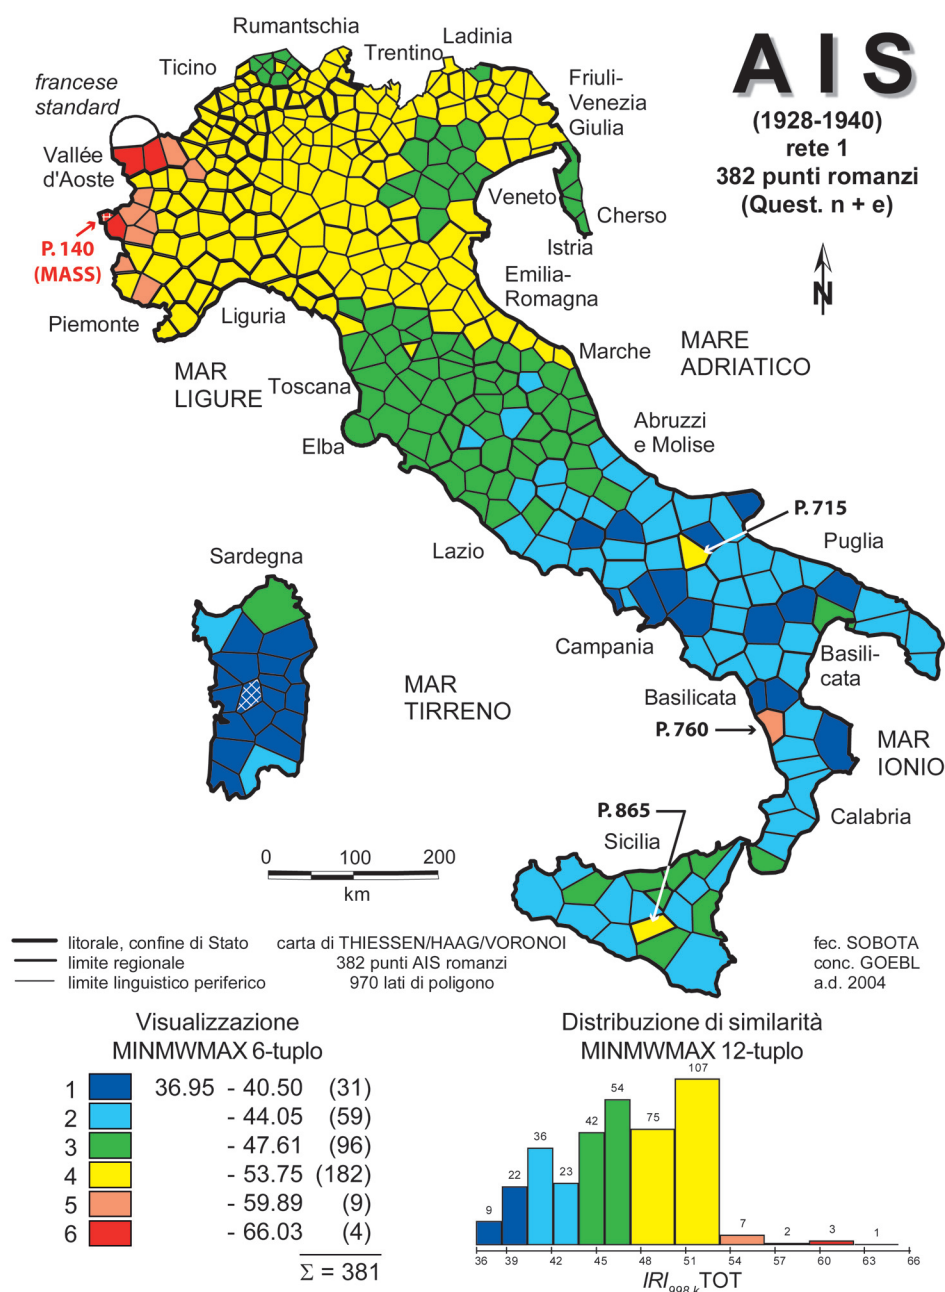 AIS
(1928-1940)
rete 1
382 punti romanzi
(Quest. n + e)
N
Rumantschia
Ladinia
Trentino
Ticino
francese
standard
Friuli-
Venezia
Giulia
Vallée
d'Aoste
Veneto
Cherso
Istria
P. 140
(MASS)
Emilia-
Romagna
Piemonte
Liguria
MAR
LIGURE
Marche
MARE
ADRIATICO
Toscana
Elba
Abruzzi
e Molise
P. 715
Lazio
Puglia
Sardegna
Campania
Basili-
cata
Basilicata
MAR
TIRRENO
P. 760
MAR
IONIO
P. 865
Sicilia
Calabria
0 100 200
km
litorale, confine di Stato
limite regionale
limite linguistico periferico
carta di THIESSEN/HAAG/VORONOI
382 punti AIS romanzi
970 lati di poligono
fec. SOBOTA
conc. GOEBL
a.d. 2004
Visualizzazione
MINMWMAX 6-tuplo
1 36.95 - 40.50 (31)
2 - 44.05 (59)
3 - 47.61 (96)
4 - 53.75 (182)
5 - 59.89 (9)
6 - 66.03 (4)
Σ = 381
Distribuzione di similarità
MINMWMAX 12-tuplo
9 22 36 23 42 54 75 107 7 2 3 1
36 39 42 45 48 51 54 57 60 63 66
IRI998,k TOT